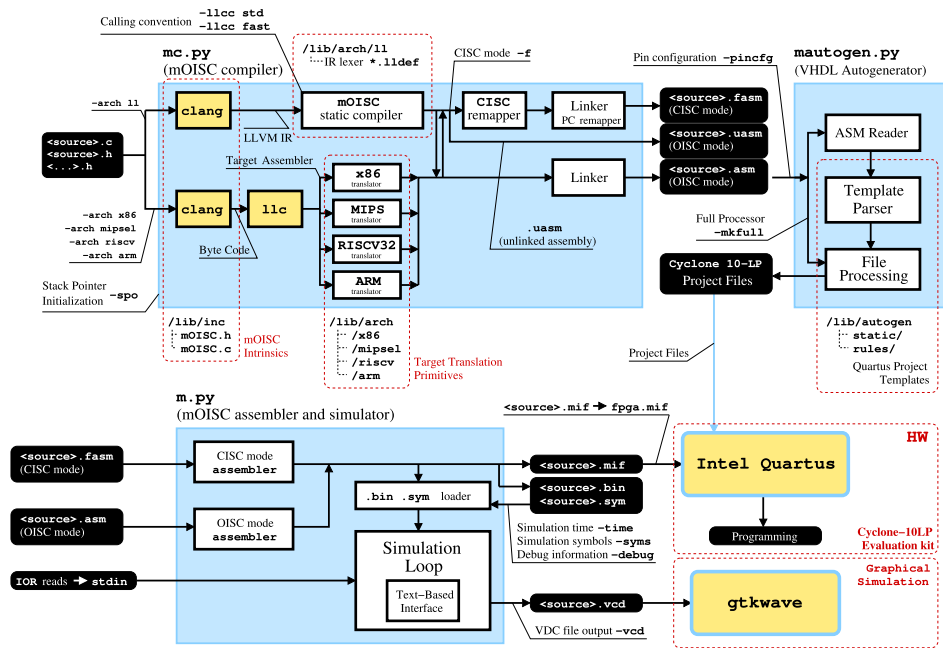 Calling convention
-llcc std
-llcc fast
mc.py
(mOISC compiler)
/lib/arch/ll
IR lexer *.lldef
CISC mode -f
Pin configuration -pincfg
mautogen.py
(VHDL Autogenerator)
-arch ll
clang
LLVM IR
mOISC
static compiler
CISC
remapper
Linker
PC remapper
<source>.fasm
(CISC mode)
<source>.uasm
(OISC mode)
<source>.asm
(OISC mode)
ASM Reader
<source>.c
<source>.h
<...>.h
Target Assembler
x86
translator
MIPS
translator
RISCV32
translator
ARM
translator
Linker
Template
Parser
clang
llc
-arch x86
-arch mipsel
-arch riscv
-arch arm
Byte Code
.uasm
(unlinked assembly)
Full Processor
-mkfull
File
Processing
Cyclone 10-LP
Project Files
Stack Pointer
Initialization -spo
/lib/inc
mOISC.h
mOISC.c
mOISC
Intrinsics
/lib/arch
/x86
/mipsel
/riscv
/arm
Target Translation
Primitives
Project Files
/lib/autogen
static/
rules/
Quartus Project
Templates
m.py
(mOISC assembler and simulator)
<source>.mif → fpga.mif
<source>.fasm
(CISC mode)
CISC mode
assembler
<source>.mif
HW
Intel Quartus
.bin .sym loader
<source>.bin
<source>.sym
<source>.asm
(OISC mode)
OISC mode
assembler
Simulation time -time
Simulation symbols -syms
Debug information -debug
Programming
Cyclone-10LP
Evaluation kit
Simulation
Loop
Text-Based
Interface
IOR reads → stdin
Graphical
Simulation
<source>.vcd
gtkwave
VDC file output -vcd